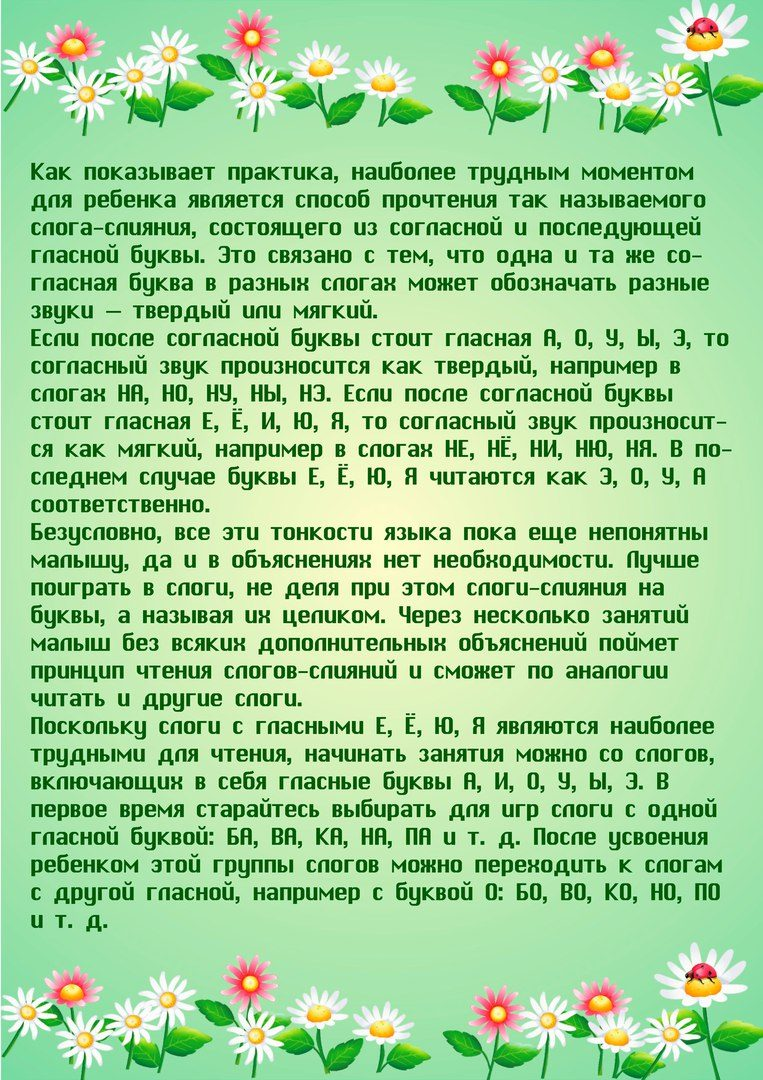 Как показывает практика, наиболее трудным моментом
для ребенка является способ прочтения так называемого
слога-слияния, состоящего из согласной и последующей
гласной буквы. Это связано с тем, что одна и та же со-
гласная буква в разных слогах может обозначать разные
звуки — твердый или мягкий.
Если после согласной буквы стоит гласная А, О, У, Ы, Э, то
согласный звук произносится как твердый, например в
слогах НА, НО, НУ, НЫ, НЭ. Если после согласной буквы
стоит гласная Е, Ё, И, Ю, Я, то согласный звук произносит-
ся как мягкий, например в слогах НЕ, НЁ, НИ, НЮ, НЯ. В по-
следнем случае буквы Е, Ё, Ю, Я читаются как Э, О, У, А
соответственно.
Безусловно, все эти тонкости языка пока еще непонятны
малышу, да и в объяснениях нет необходимости. Лучше
поиграть в слоги, не деля при этом слоги-слияния на
буквы, а называя их целиком. Через несколько занятий
малыш без всяких дополнительных объяснений поймет
принцип чтения слогов-слияний и сможет по аналогии
читать и другие слоги.
Поскольку слоги с гласными Е, Ё, Ю, Я являются наиболее
трудными для чтения, начинать занятия можно со слогов,
включающих в себя гласные буквы А, И, О, У, Ы, Э. В
первое время старайтесь выбирать для игр слоги с одной
гласной буквой: БА, ВА, КА, НА, ПА и т. д. После усвоения
ребенком этой группы слогов можно переходить к слогам
с другой гласной, например с буквой О: БО, ВО, КО, НО, ПО
и т. д.